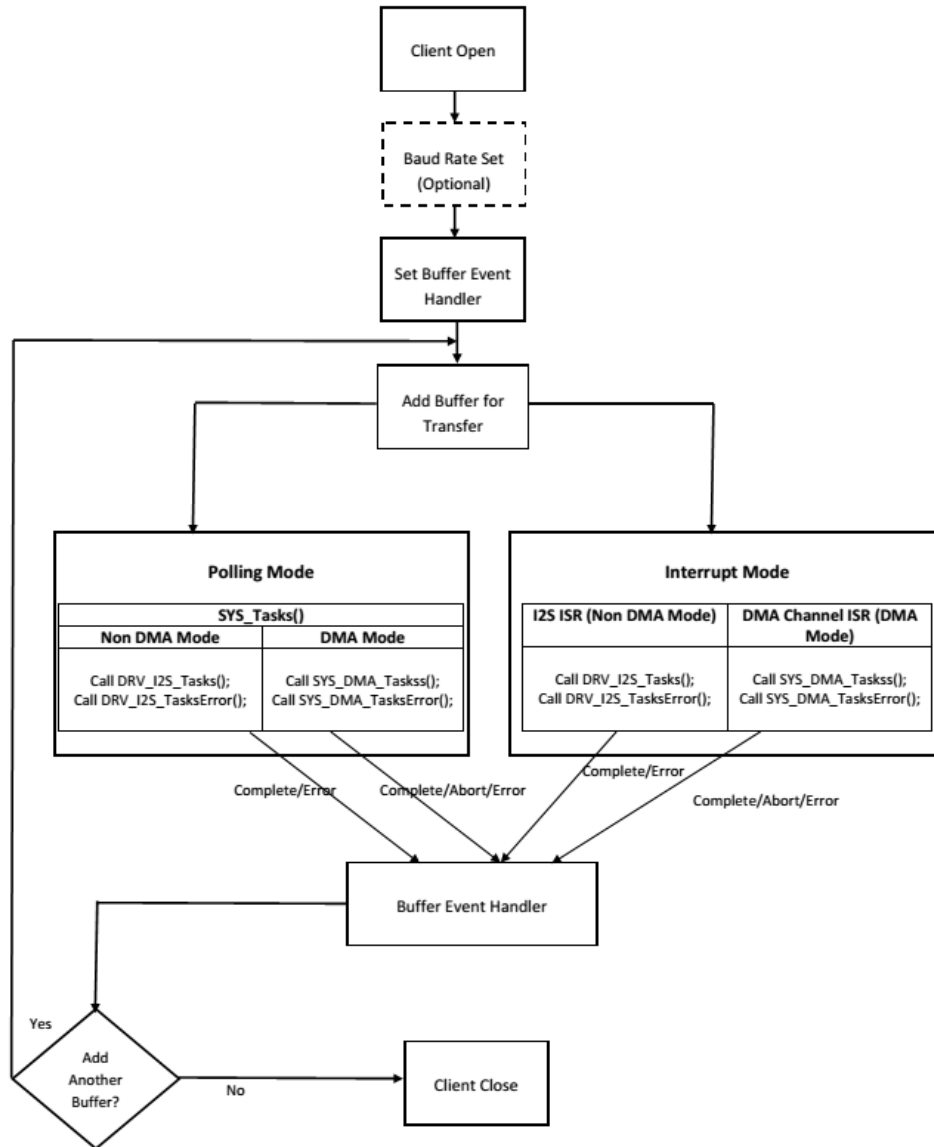 Client Open
Baud Rate Set
(Optional)
Set Buffer Event
Handler
Add Buffer for
Transfer
Polling Mode
SYS_Tasks()
Non DMA Mode
DMA Mode
Call DRV_I2S_Tasks();
Call DRV_I2S_TasksError();
Call SYS_DMA_Taskss();
Call SYS_DMA_TasksError();
Interrupt Mode
I2S ISR (Non DMA Mode)
DMA Channel ISR (DMA
Mode)
Call DRV_I2S_Tasks();
Call DRV_I2S_TasksError();
Call SYS_DMA_Taskss();
Call SYS_DMA_TasksError();
Complete/Error
Complete/Abort/Error
Complete/Error
Complete/Abort/Error
Buffer Event Handler
Yes
Add
Another
Buffer?
No
Client Close